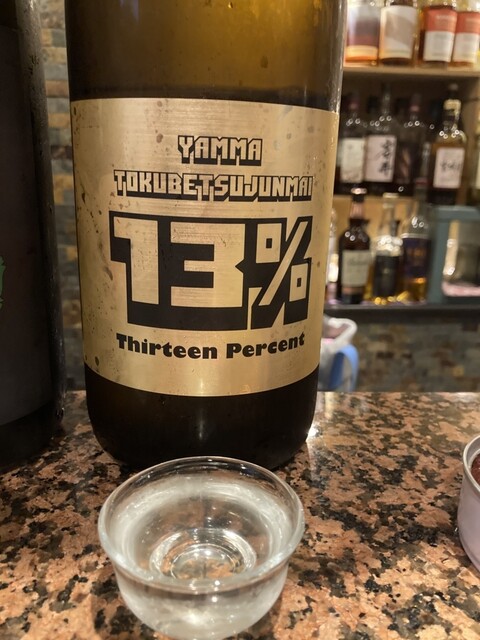 YAMMA
TOKUBETSUJUNMAI
13%
Thirteen Percent